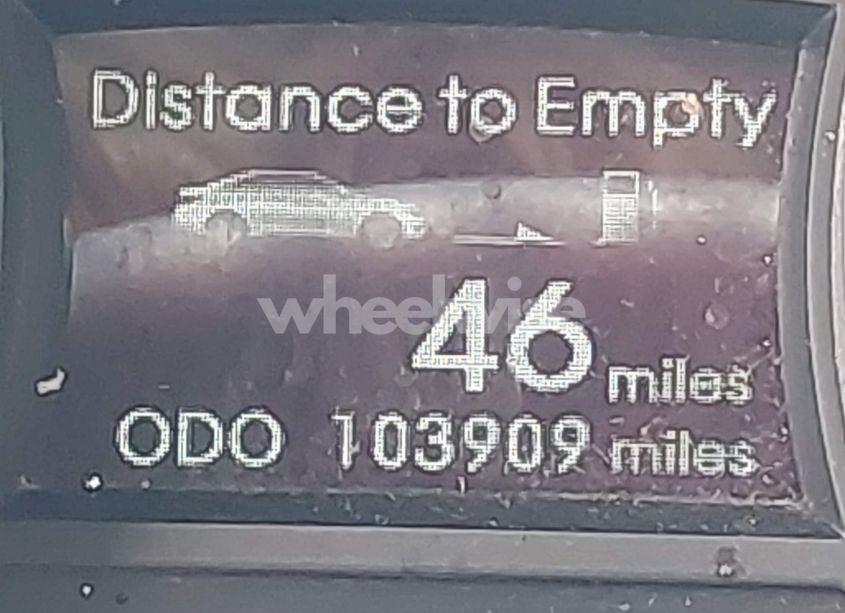 Distance to Empty
wheelwise
46 miles
ODO 103909 miles